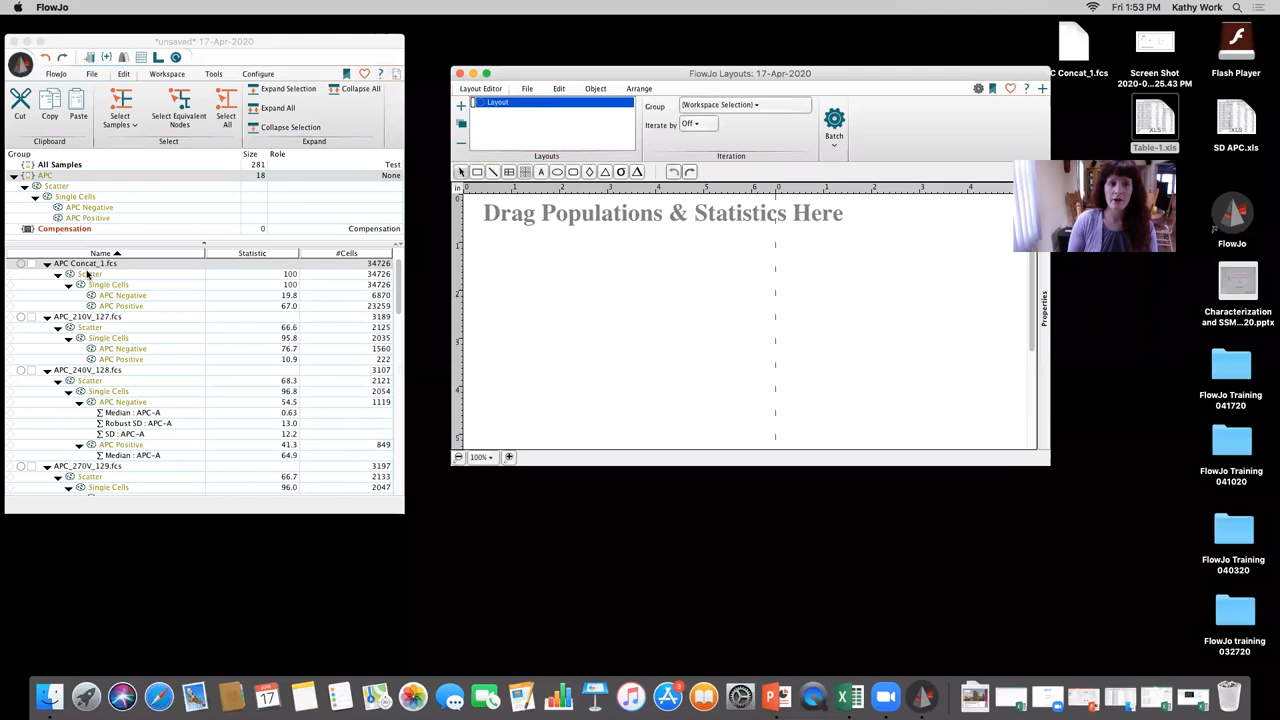 FlowJo
Fri 1:53 PM Kathy Work
*unsaved* 17-Apr-2020
FlowJo File Edit Workspace Tools Configure
Cut Copy Paste
Select Samples
Select Equivalent Nodes
Select All
Expand Selection
Collapse All
Expand All
Collapse Selection
Clipboard Select Expand
Group Size Role
All Samples 281 Test
APC 18 None
Scatter
Single Cells
APC Negative
APC Positive
Compensation 0 Compensation
Name Statistic #Cells
APC Concat_1.fcs 34726
Scatter 100 34726
Single Cells 100 34726
APC Negative 19.8 6870
APC Positive 67.0 23259
APC_210V_127.fcs 3189
Scatter 66.6 2125
Single Cells 95.8 2035
APC Negative 76.7 1560
APC Positive 10.9 222
APC_240V_128.fcs 3107
Scatter 68.3 2121
Single Cells 96.8 2054
APC Negative 54.5 1119
Σ Median : APC-A 0.63
Σ Robust SD : APC-A 13.0
Σ SD : APC-A 12.2
APC Positive 41.3 849
Σ Median : APC-A 64.9
APC_270V_129.fcs 3197
Scatter 66.7 2133
Single Cells 96.0 2047
FlowJo Layouts: 17-Apr-2020
Layout Editor File Edit Object Arrange
Layout
Group (Workspace Selection)
Iterate by Off
Batch
Layouts Iteration
in
Drag Populations & Statistics Here
Properties
100%
C Concat_1.fcs
Screen Shot
2020-0...25.43 PM
Flash Player
XLS
Table-1.xls
XLS
SD APC.xls
FlowJo
Characterization
and SSM...20.pptx
FlowJo Training
041720
FlowJo Training
041020
FlowJo Training
040320
FlowJo training
032720